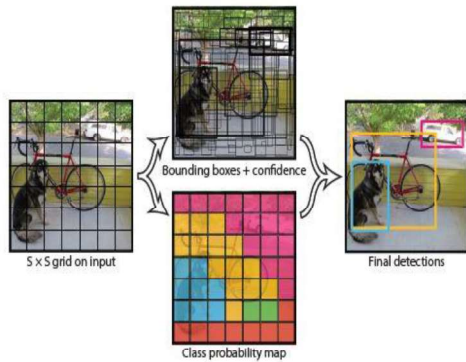 Bounding boxes + confidence
S × S grid on input
Final detections
Class probability map